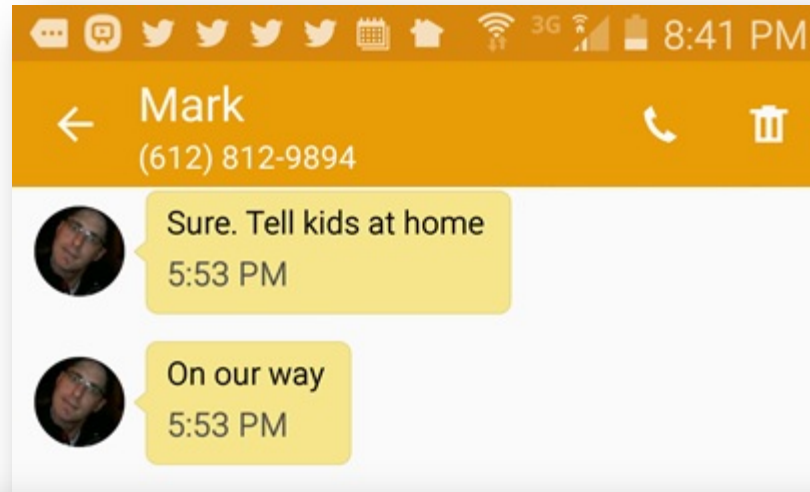 3G 8:41 PM
Mark
(612) 812-9894
Sure. Tell kids at home
5:53 PM
On our way
5:53 PM